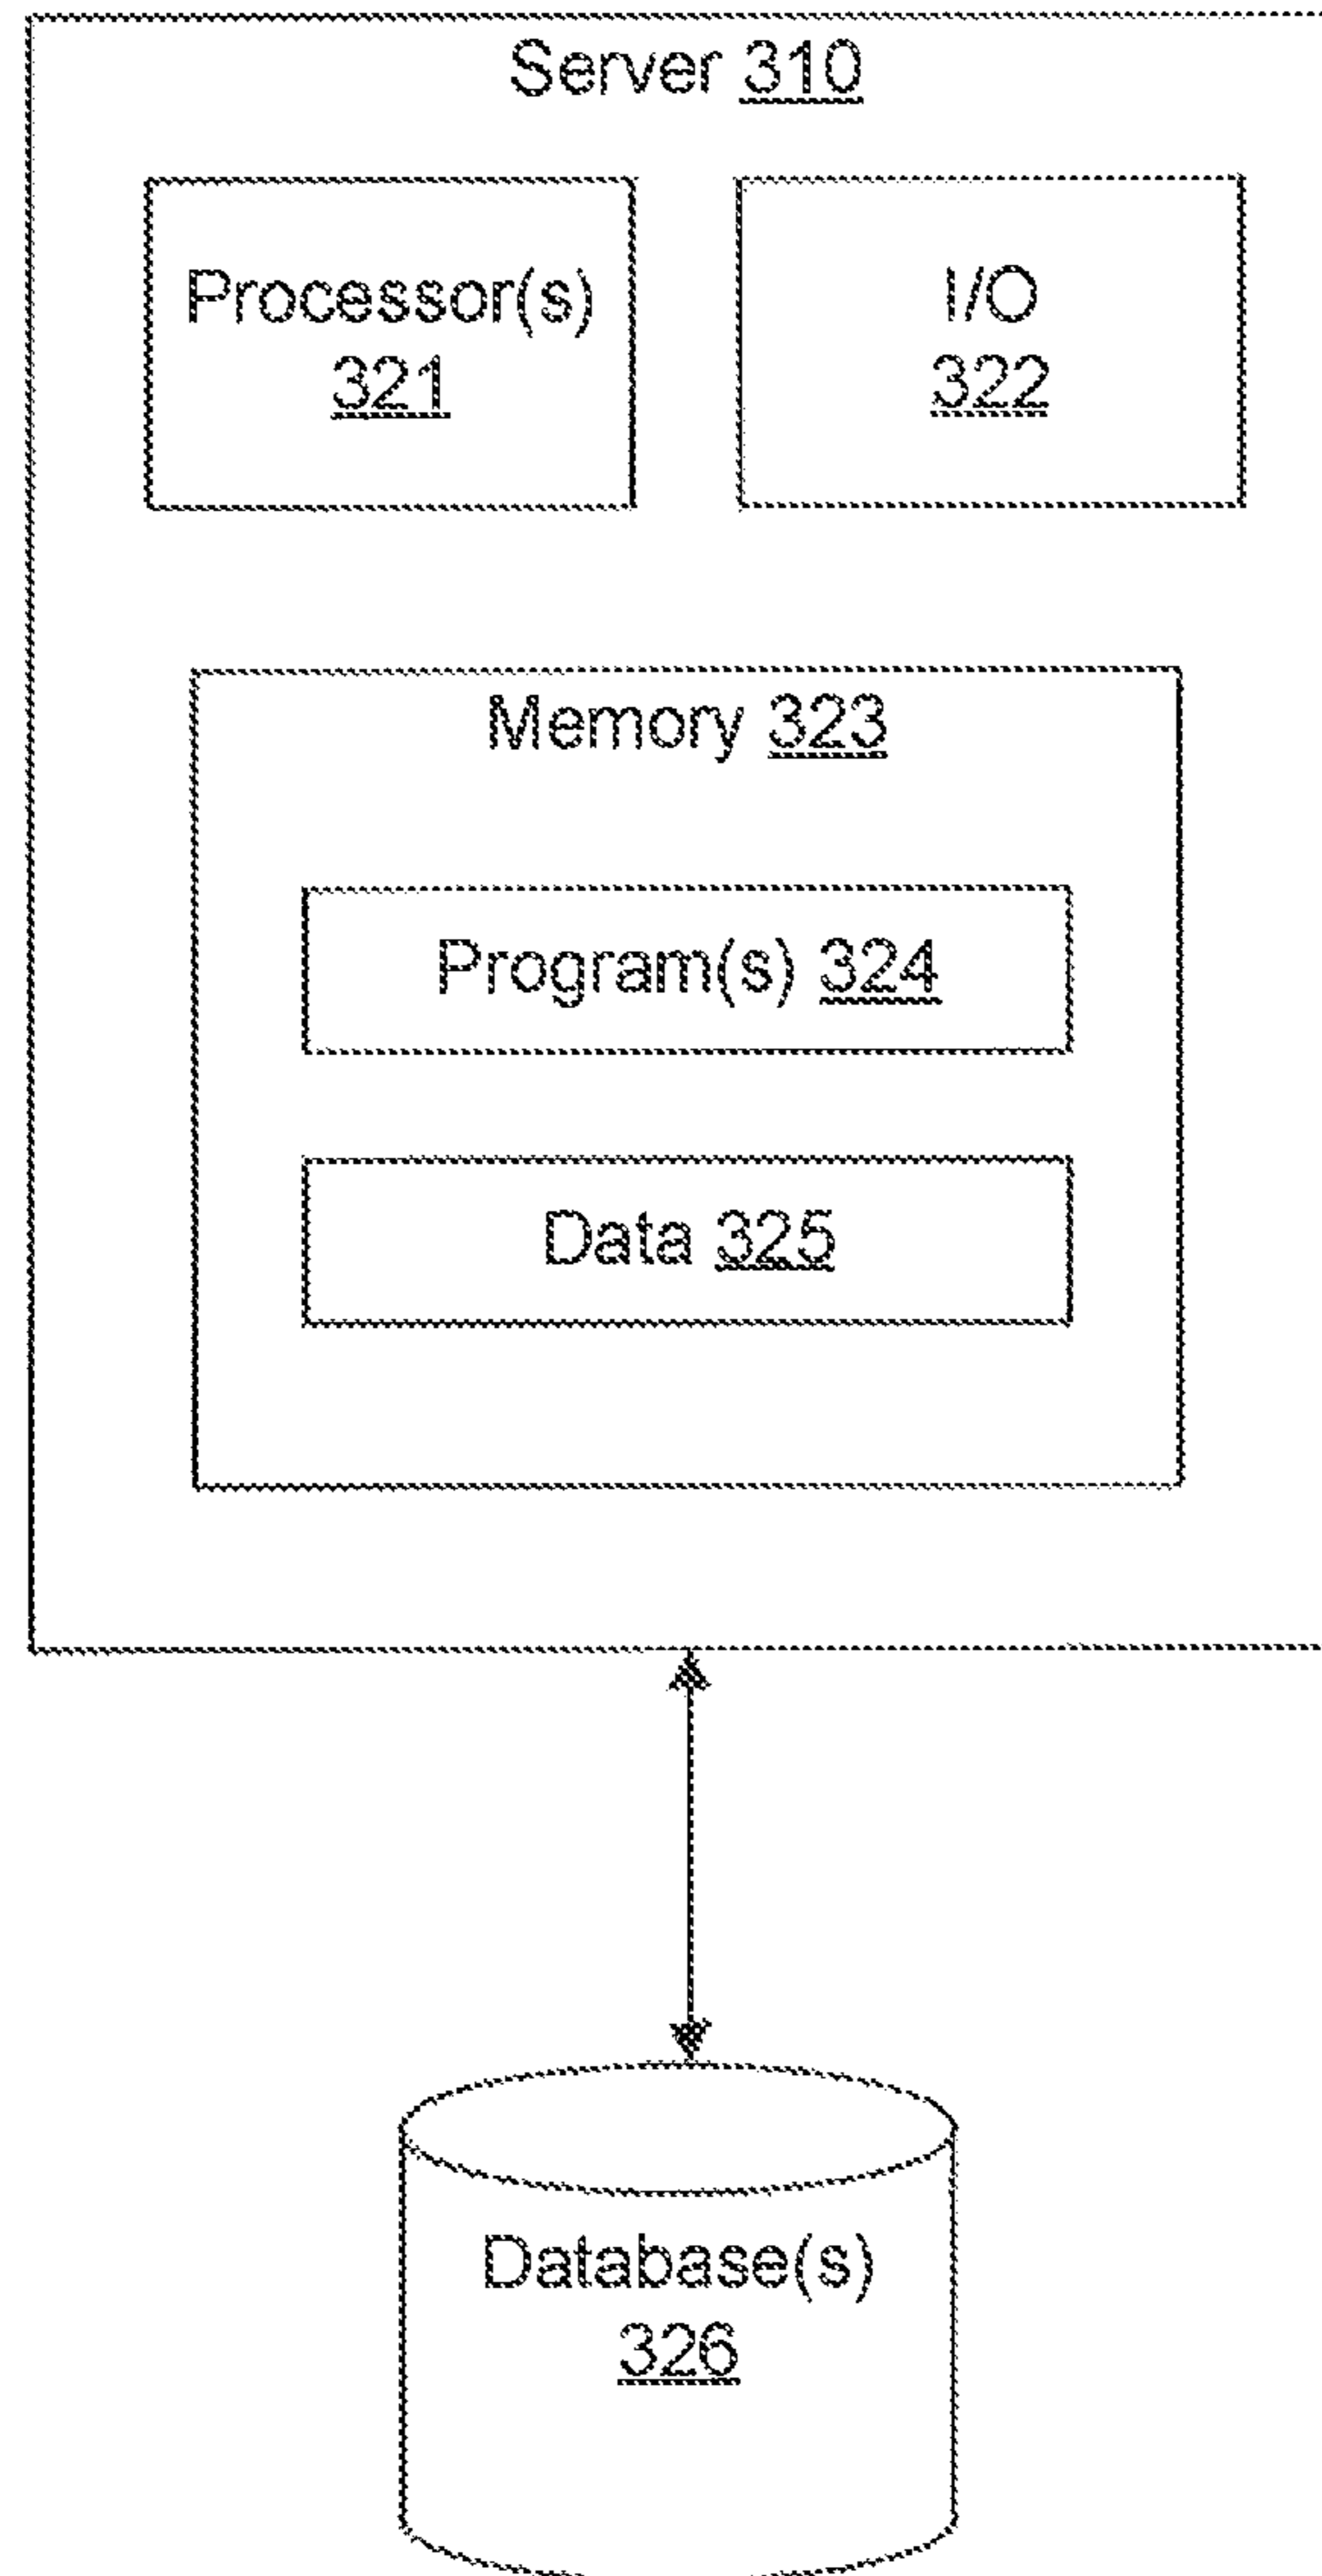 Server 310
Processor(s)
321
I/O
322
Memory 323
Program(s) 324
Data 325
Database(s)
326